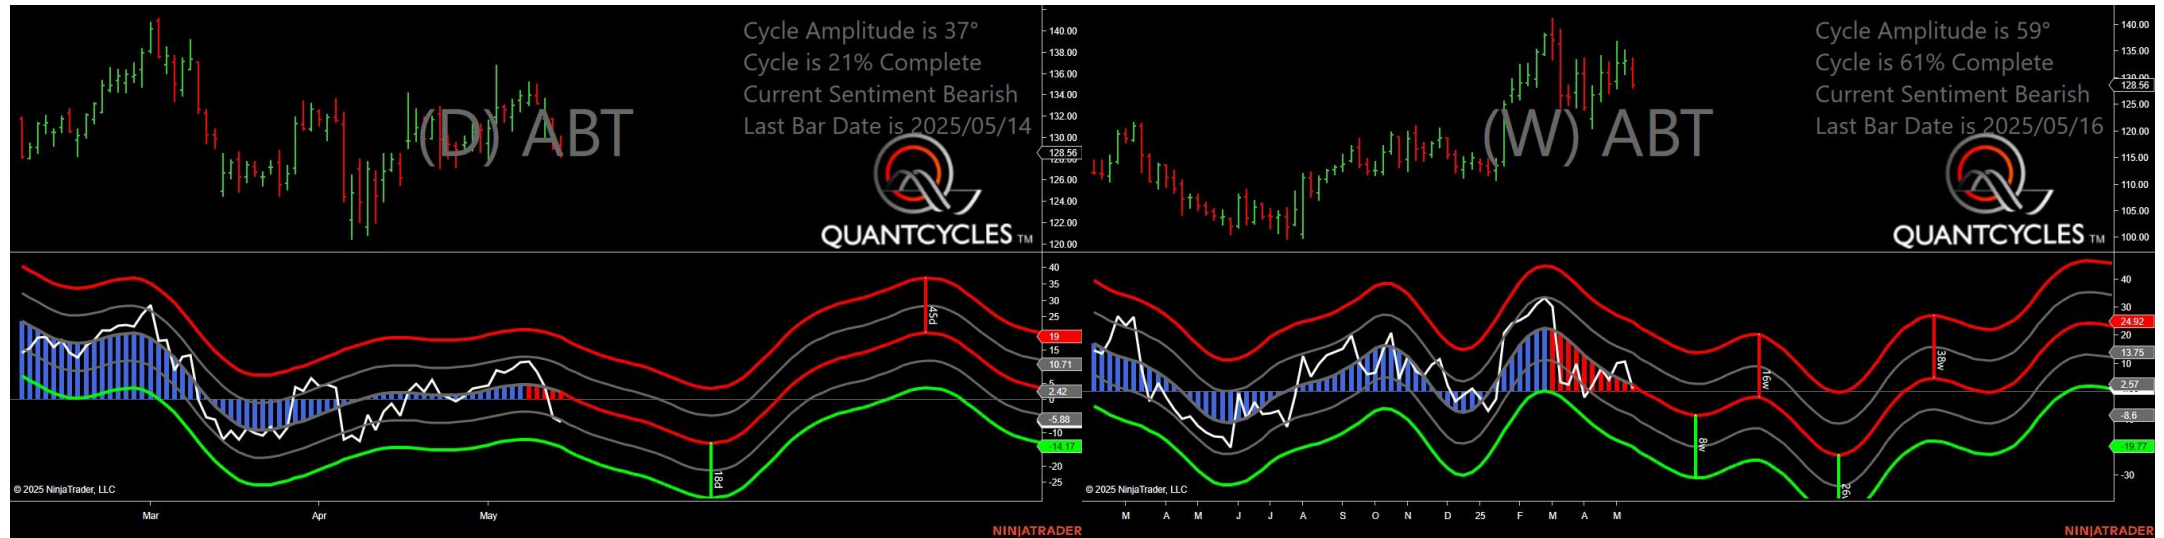 Cycle Amplitude is 37°
Cycle is 21% Complete
Current Sentiment Bearish
Last Bar Date is 2025/05/14
(D) ABT
QUANTCYCLES TM
140.00
138.00
136.00
134.00
132.00
130.00
128.56
128.00
126.00
124.00
122.00
120.00
40
35
30
25
19
15
10.71
5
2.42
0
-5.88
-10
-14.17
-20
-25
45d
18d
© 2025 NinjaTrader, LLC
Mar
Apr
May
NINJATRADER
Cycle Amplitude is 59°
Cycle is 61% Complete
Current Sentiment Bearish
Last Bar Date is 2025/05/16
(W) ABT
QUANTCYCLES TM
140.00
135.00
130.00
128.56
125.00
120.00
115.00
110.00
105.00
100.00
40
30
24.92
20
13.75
10
2.57
-8.6
-19.77
-30
16w
38w
8w
© 2025 NinjaTrader, LLC
M
A
M
J
J
A
S
O
N
D
25
F
M
A
M
NINJATRADER